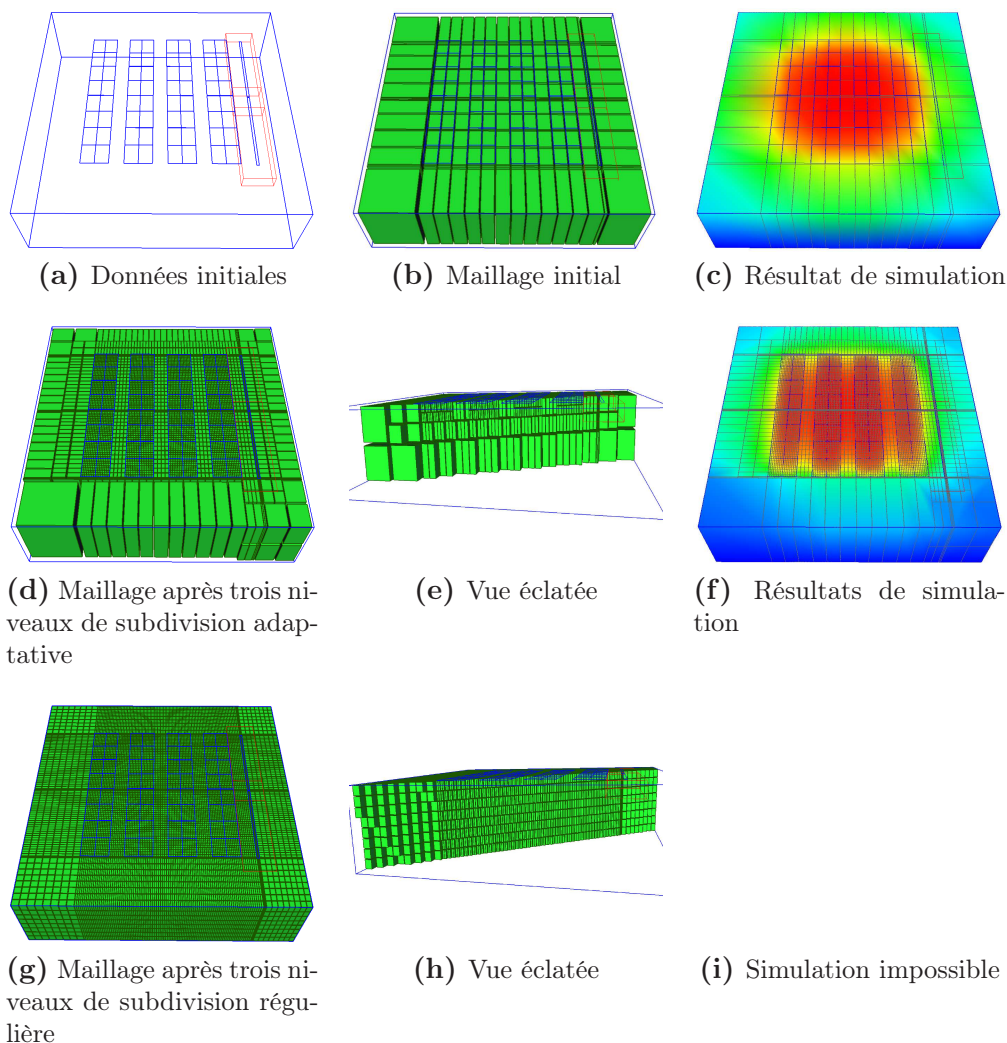 (a) Données initiales
(b) Maillage initial
(c) Résultat de simulation
(d) Maillage après trois ni-
veaux de subdivision adap-
tative
(e) Vue éclatée
(f) Résultats de simula-
tion
(g) Maillage après trois ni-
veaux de subdivision régu-
lière
(h) Vue éclatée
(i) Simulation impossible